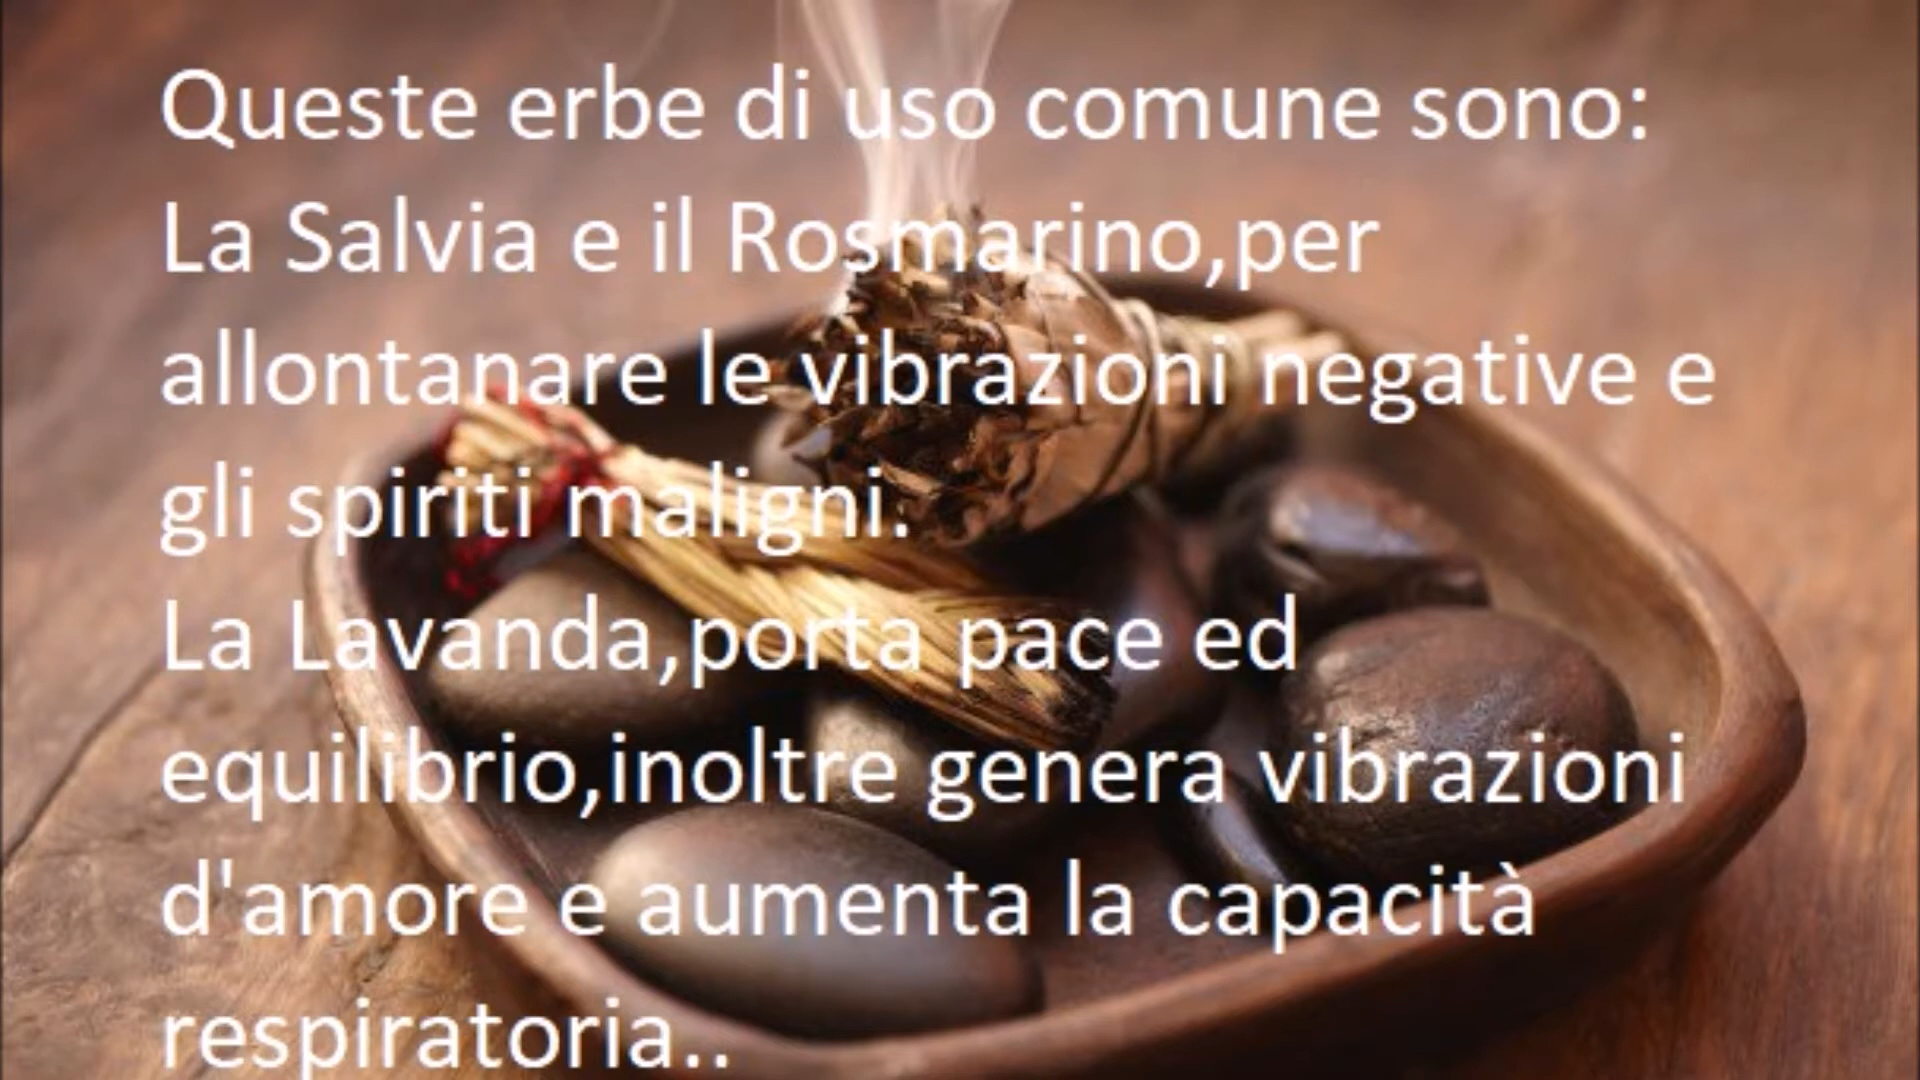 Queste erbe di uso comune sono:
La Salvia e il Rosmarino,per
allontanare le vibrazioni negative e
gli spiriti maligni.
La Lavanda,porta pace ed
equilibrio,inoltre genera vibrazioni
d'amore e aumenta la capacità
respiratoria..